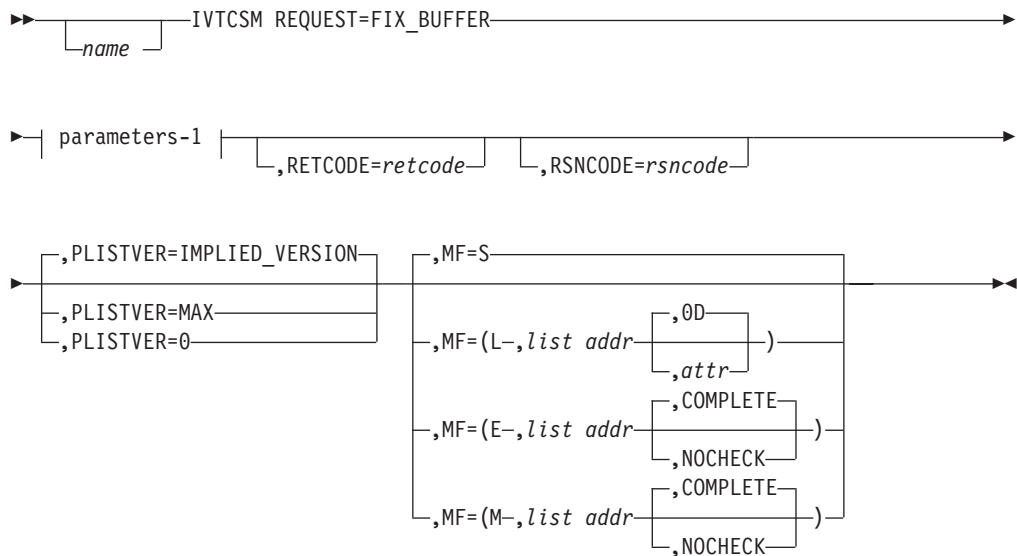 IVTCSM REQUEST=FIX_BUFFER
name
parameters-1
,RETCODE=retcode ,RSNCODE=rsncode
,PLISTVER=IMPLIED_VERSION ,MF=S
,PLISTVER=MAX ,0D
,PLISTVER=0 ,MF=(L ,list addr )
,attr
,COMPLETE
,MF=(E ,list addr )
,NOCHECK
,COMPLETE
,MF=(M ,list addr )
,NOCHECK